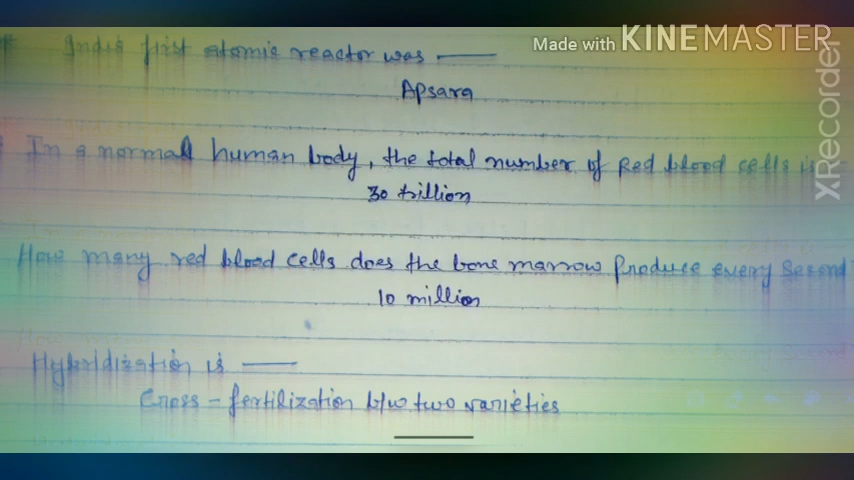 Made with KINEMASTER
XRecorder
India first atomic reactor was ——
Apsara
In a normal human body, the total number of Red blood cells is
30 trillion
How many red blood cells does the bone marrow Produce every Second
10 million
Hybridization is ——
Cross - fertilization b/w two varieties